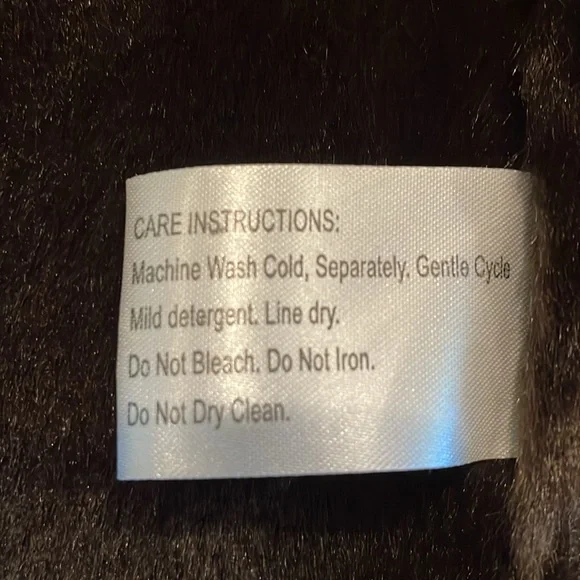 CARE INSTRUCTIONS:
Machine Wash Cold, Separately. Gentle Cycle
Mild detergent. Line dry.
Do Not Bleach. Do Not Iron.
Do Not Dry Clean.